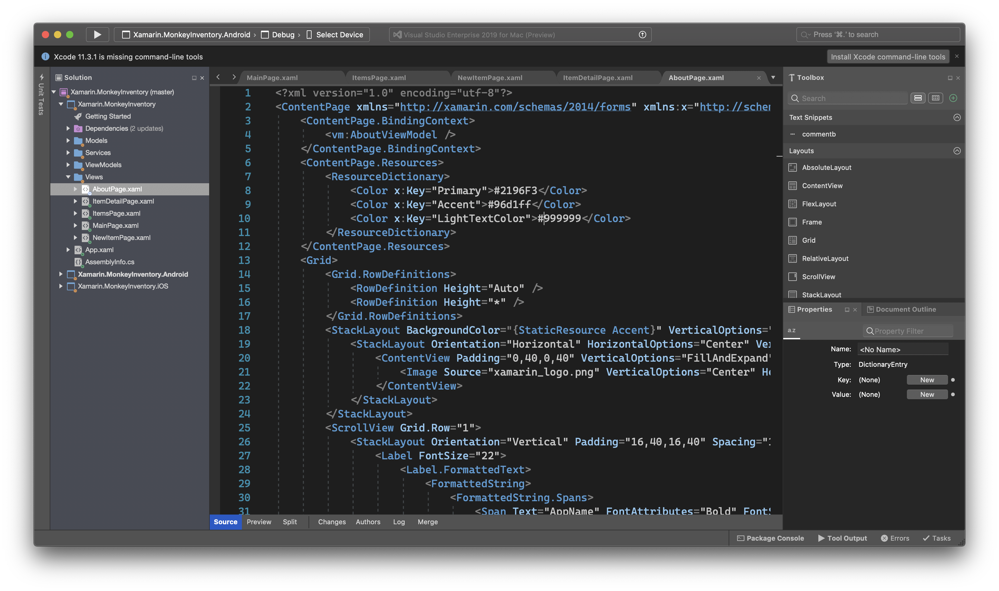 Xamarin.MonkeyInventory.Android › Debug › Select Device
Visual Studio Enterprise 2019 for Mac (Preview)
Press ‘⌘.’ to search
Xcode 11.3.1 is missing command-line tools
Install Xcode command-line tools
Unit Tests
Solution
Xamarin.MonkeyInventory (master)
Xamarin.MonkeyInventory
Getting Started
Dependencies (2 updates)
Models
Services
ViewModels
Views
AboutPage.xaml
ItemDetailPage.xaml
ItemsPage.xaml
MainPage.xaml
NewItemPage.xaml
App.xaml
AssemblyInfo.cs
Xamarin.MonkeyInventory.Android
Xamarin.MonkeyInventory.iOS
MainPage.xaml
ItemsPage.xaml
NewItemPage.xaml
ItemDetailPage.xaml
AboutPage.xaml
1 <?xml version="1.0" encoding="utf-8"?>
2 <ContentPage xmlns="http://xamarin.com/schemas/2014/forms" xmlns:x="http://scher
3 <ContentPage.BindingContext>
4 <vm:AboutViewModel />
5 </ContentPage.BindingContext>
6 <ContentPage.Resources>
7 <ResourceDictionary>
8 <Color x:Key="Primary">#2196F3</Color>
9 <Color x:Key="Accent">#96d1ff</Color>
10 <Color x:Key="LightTextColor">#999999</Color>
11 </ResourceDictionary>
12 </ContentPage.Resources>
13 <Grid>
14 <Grid.RowDefinitions>
15 <RowDefinition Height="Auto" />
16 <RowDefinition Height="*" />
17 </Grid.RowDefinitions>
18 <StackLayout BackgroundColor="{StaticResource Accent}" VerticalOptions="
19 <StackLayout Orientation="Horizontal" HorizontalOptions="Center" Ver
20 <ContentView Padding="0,40,0,40" VerticalOptions="FillAndExpand"
21 <Image Source="xamarin_logo.png" VerticalOptions="Center" He
22 </ContentView>
23 </StackLayout>
24 </StackLayout>
25 <ScrollView Grid.Row="1">
26 <StackLayout Orientation="Vertical" Padding="16,40,16,40" Spacing="1
27 <Label FontSize="22">
28 <Label.FormattedText>
29 <FormattedString>
30 <FormattedString.Spans>
31 <Span Text="AppName" FontAttributes="Bold" FontS
Source
Preview
Split
Changes
Authors
Log
Merge
Toolbox
Search
Text Snippets
commentb
Layouts
AbsoluteLayout
ContentView
FlexLayout
Frame
Grid
RelativeLayout
ScrollView
StackLayout
Properties
Document Outline
a.z
Property Filter
Name: <No Name>
Type: DictionaryEntry
Key: (None) New
Value: (None) New
Package Console
Tool Output
Errors
Tasks